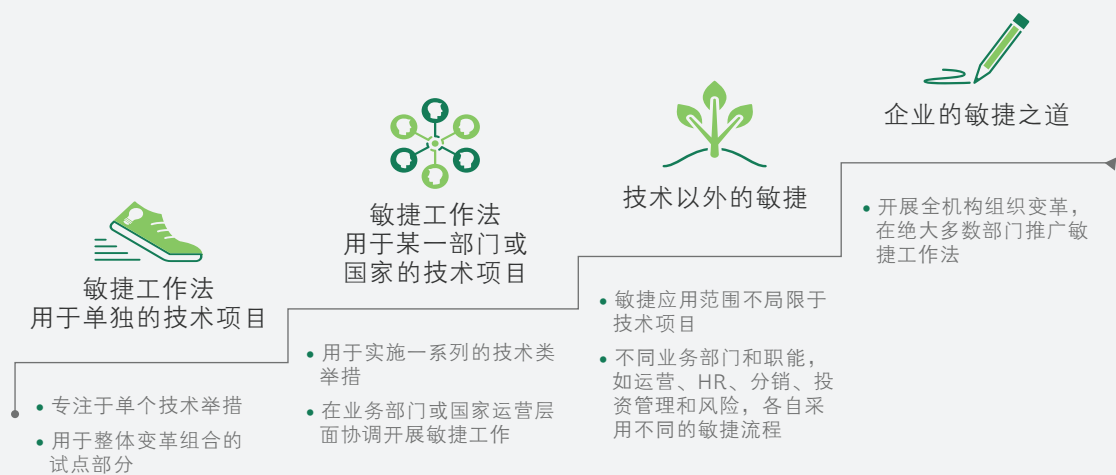 敏捷工作法
用于单独的技术项目
• 专注于单个技术举措
• 用于整体变革组合的
试点部分
敏捷工作法
用于某一部门或
国家的技术项目
• 用于实施一系列的技术类
举措
• 在业务部门或国家运营层
面协调开展敏捷工作
技术以外的敏捷
• 敏捷应用范围不局限于
技术项目
• 不同业务部门和职能，
如运营、HR、分销、投
资管理和风险，各自采
用不同的敏捷流程
企业的敏捷之道
• 开展全机构组织变革，
在绝大多数部门推广敏
捷工作法